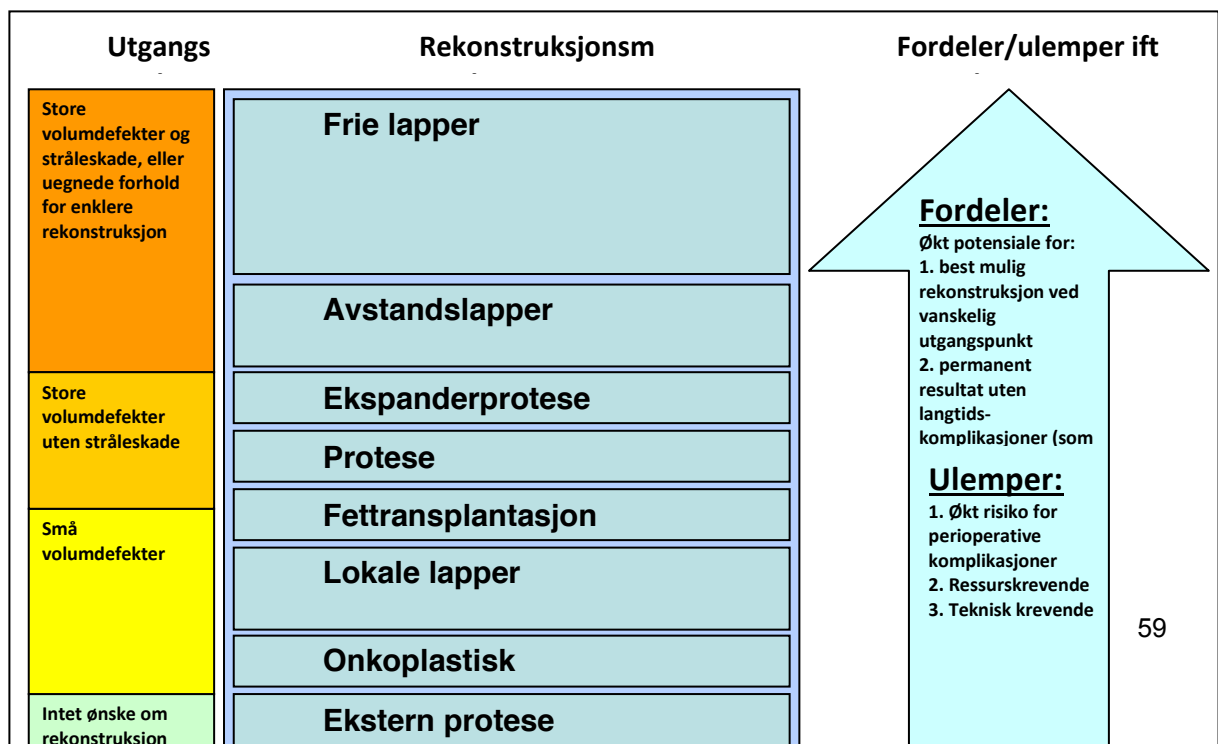 Utgangs
Rekonstruksjonsm
Fordeler/ulemper ift
Store
volumdefekter og
stråleskade, eller
uegnede forhold
for enklere
rekonstruksjon
Store
volumdefekter
uten stråleskade
Små
volumdefekter
Intet ønske om
rekonstruksjon
Frie lapper
Avstandslapper
Ekspanderprotese
Protese
Fettransplantasjon
Lokale lapper
Onkoplastisk
Ekstern protese
Fordeler:
Økt potensiale for:
1. best mulig
rekonstruksjon ved
vanskelig
utgangspunkt
2. permanent
resultat uten
langtids-
komplikasjoner (som
Ulemper:
1. Økt risiko for
perioperative
komplikasjoner
2. Ressurskrevende
3. Teknisk krevende
59